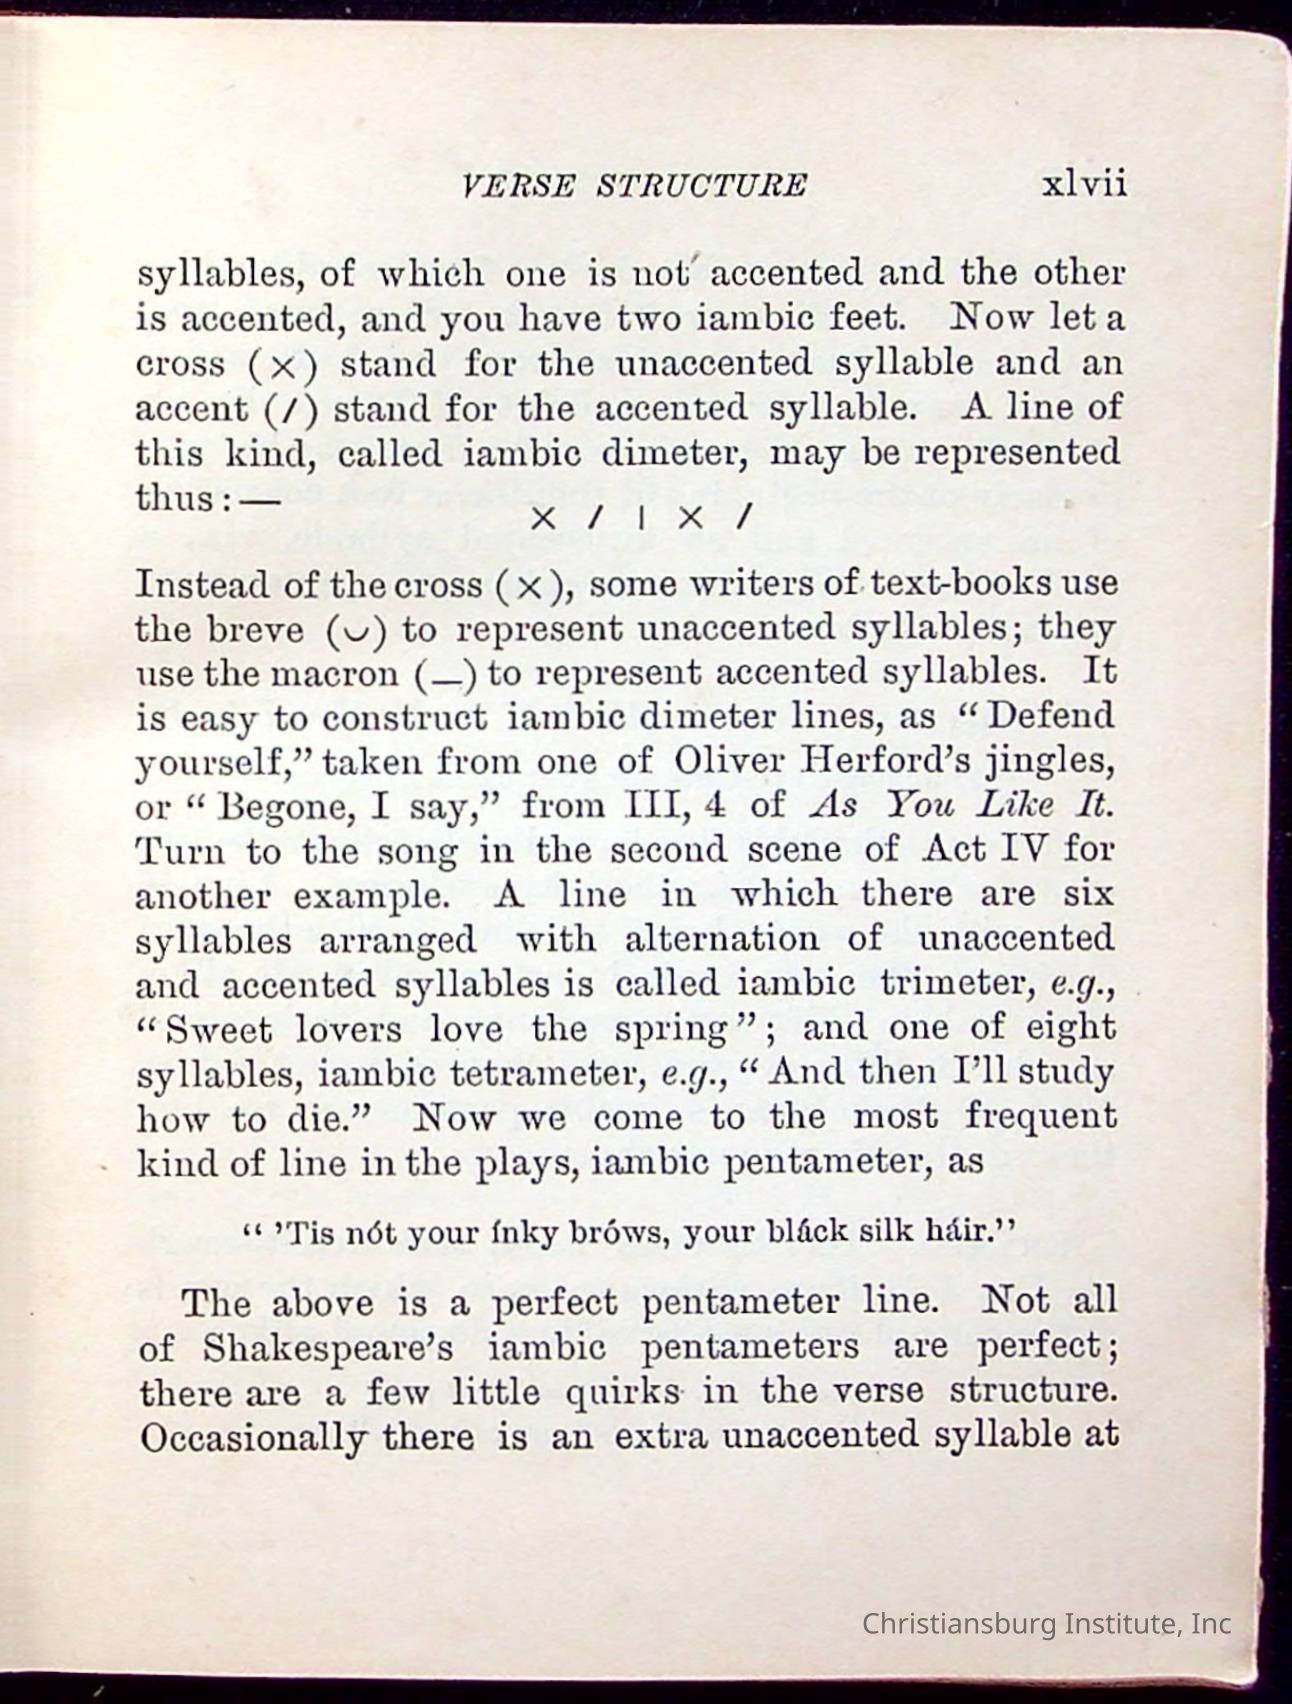 VERSE STRUCTURE xlvii
syllables, of which one is not accented and the other
is accented, and you have two iambic feet. Now let a
cross (×) stand for the unaccented syllable and an
accent (/) stand for the accented syllable. A line of
this kind, called iambic dimeter, may be represented
thus:—
× / | × /
Instead of the cross (×), some writers of text-books use
the breve (⏑) to represent unaccented syllables; they
use the macron (—) to represent accented syllables. It
is easy to construct iambic dimeter lines, as “Defend
yourself,” taken from one of Oliver Herford’s jingles,
or “Begone, I say,” from III, 4 of As You Like It.
Turn to the song in the second scene of Act IV for
another example. A line in which there are six
syllables arranged with alternation of unaccented
and accented syllables is called iambic trimeter, e.g.,
“Sweet lovers love the spring”; and one of eight
syllables, iambic tetrameter, e.g., “And then I’ll study
how to die.” Now we come to the most frequent
kind of line in the plays, iambic pentameter, as
“ ’Tis nót your ínky bróws, your bláck silk háir.”
The above is a perfect pentameter line. Not all
of Shakespeare’s iambic pentameters are perfect;
there are a few little quirks in the verse structure.
Occasionally there is an extra unaccented syllable at
Christiansburg Institute, Inc